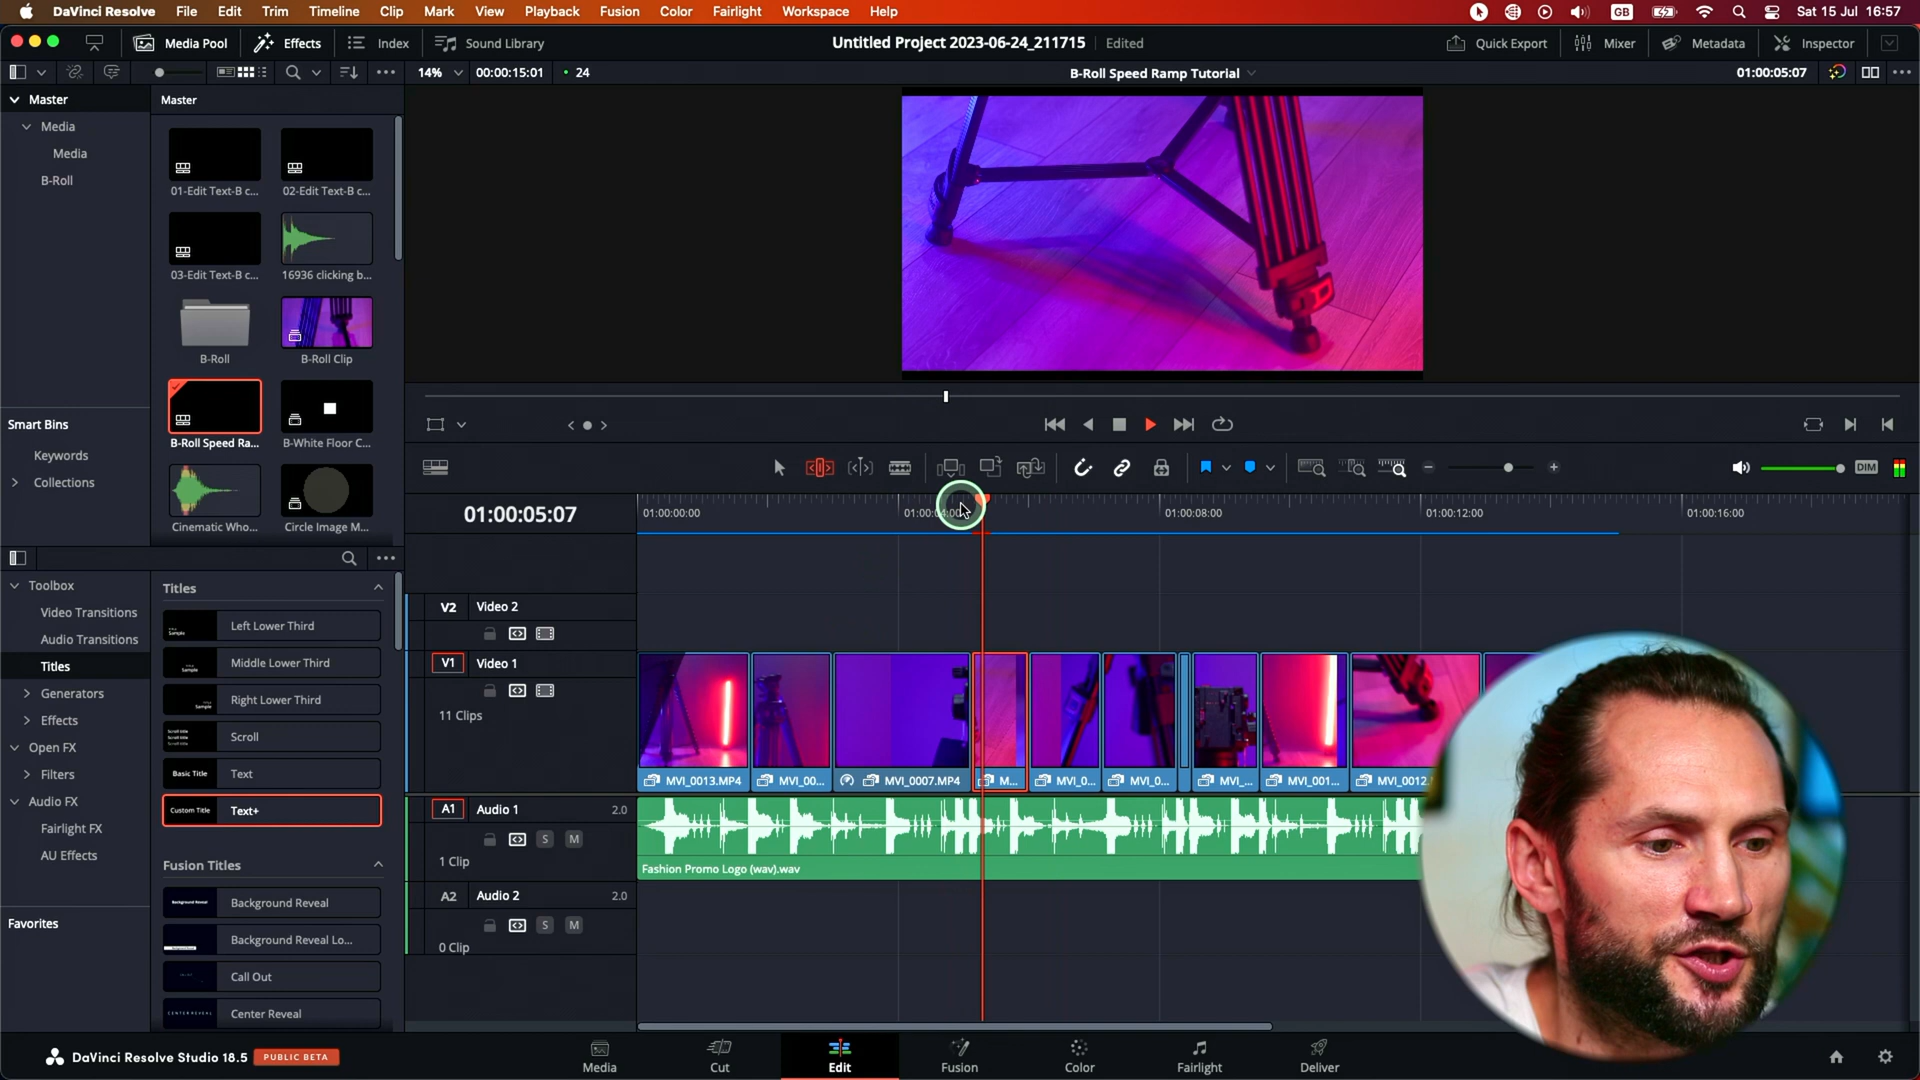 DaVinci Resolve File Edit Trim Timeline Clip Mark View Playback Fusion Color Fairlight Workspace Help GB Sat 15 Jul 16:57
Media Pool Effects Index Sound Library Untitled Project 2023-06-24_211715 Edited Quick Export Mixer Metadata Inspector
14% 00:00:15:01 24 B-Roll Speed Ramp Tutorial 01:00:05:07
Master
Media
Media
B-Roll
Master
01-Edit Text-B c... 02-Edit Text-B c...
03-Edit Text-B c... 16936 clicking b...
B-Roll B-Roll Clip
B-Roll Speed Ra... B-White Floor C...
Cinematic Who... Circle Image M...
Smart Bins
Keywords
Collections
DIM
01:00:05:07
01:00:00:00 01:00:08:00 01:00:12:00 01:00:16:00
Toolbox
Video Transitions
Audio Transitions
Titles
Generators
Effects
Open FX
Filters
Audio FX
Fairlight FX
AU Effects
Favorites
Titles
Left Lower Third
Middle Lower Third
Right Lower Third
Scroll
Basic Title Text
Custom Title Text+
Fusion Titles
Background Reveal
Background Reveal Lo...
Call Out
CENTER REVEAL Center Reveal
V2 Video 2
V1 Video 1
11 Clips
MVI_0013.MP4 MVI_00... MVI_0007.MP4 M... MVI_0... MVI_0... MVI_... MVI_001... MVI_0012.
A1 Audio 1 2.0
S M
1 Clip
Fashion Promo Logo (wav).wav
A2 Audio 2 2.0
S M
0 Clip
DaVinci Resolve Studio 18.5 PUBLIC BETA
Media Cut Edit Fusion Color Fairlight Deliver